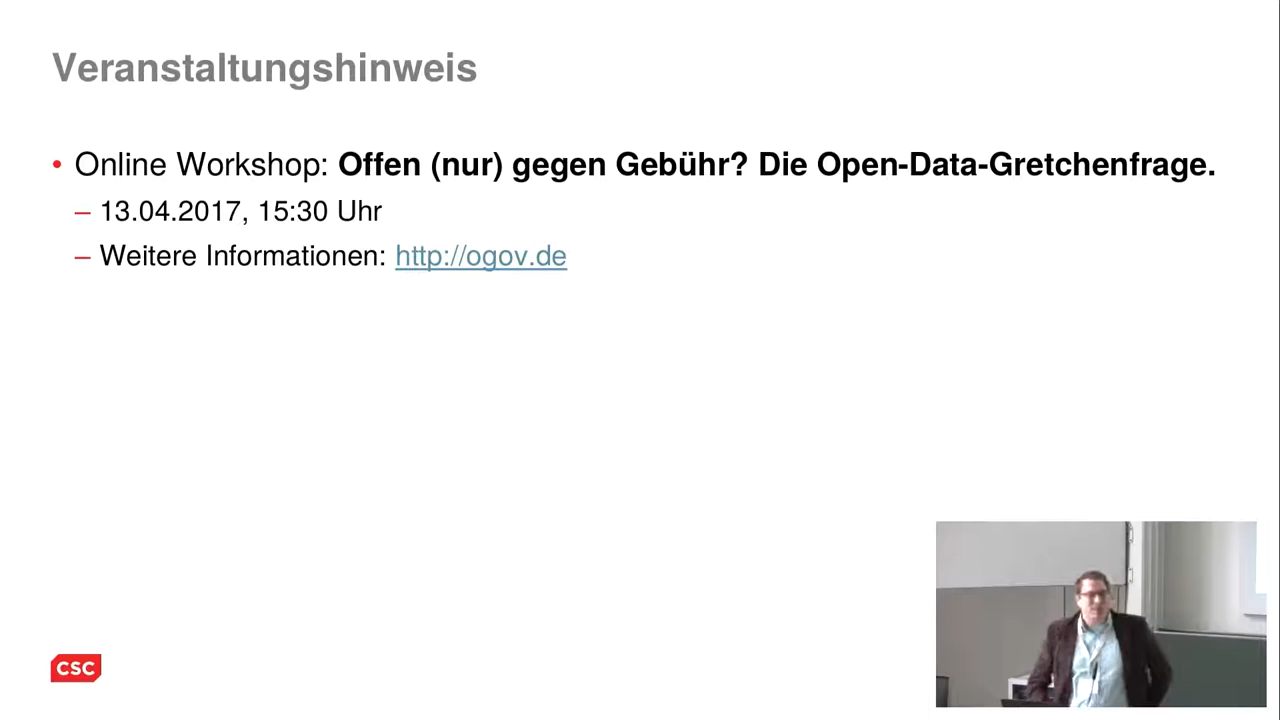 Veranstaltungshinweis
• Online Workshop: Offen (nur) gegen Gebühr? Die Open-Data-Gretchenfrage.
– 13.04.2017, 15:30 Uhr
– Weitere Informationen: http://ogov.de
CSC